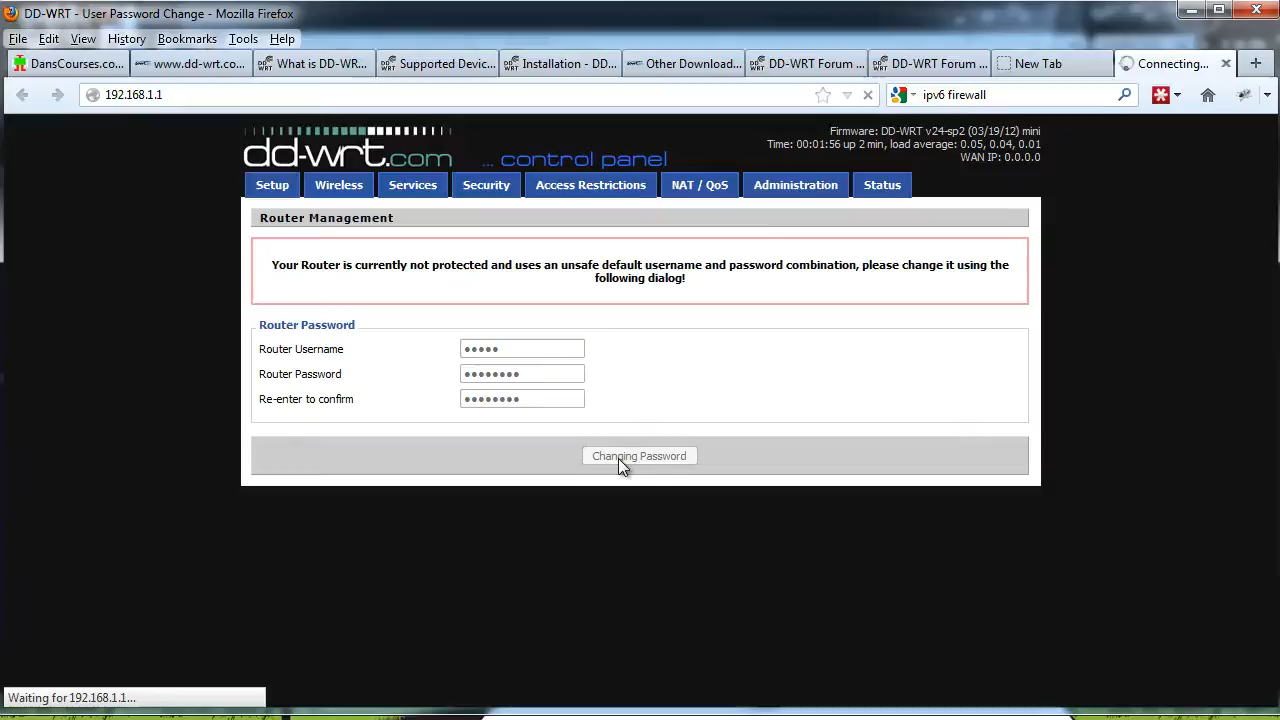 DD-WRT - User Password Change - Mozilla Firefox
File Edit View History Bookmarks Tools Help
DansCourses.co... www.dd-wrt.co... What is DD-WR... Supported Devic... Installation - DD... Other Download... DD-WRT Forum ... DD-WRT Forum ... New Tab Connecting...
192.168.1.1 ipv6 firewall
Firmware: DD-WRT v24-sp2 (03/19/12) mini
Time: 00:01:56 up 2 min, load average: 0.05, 0.04, 0.01
WAN IP: 0.0.0.0
dd-wrt.com ... control panel
Setup Wireless Services Security Access Restrictions NAT / QoS Administration Status
Router Management
Your Router is currently not protected and uses an unsafe default username and password combination, please change it using the
following dialog!
Router Password
Router Username •••••
Router Password ••••••••
Re-enter to confirm ••••••••
Changing Password
Waiting for 192.168.1.1...